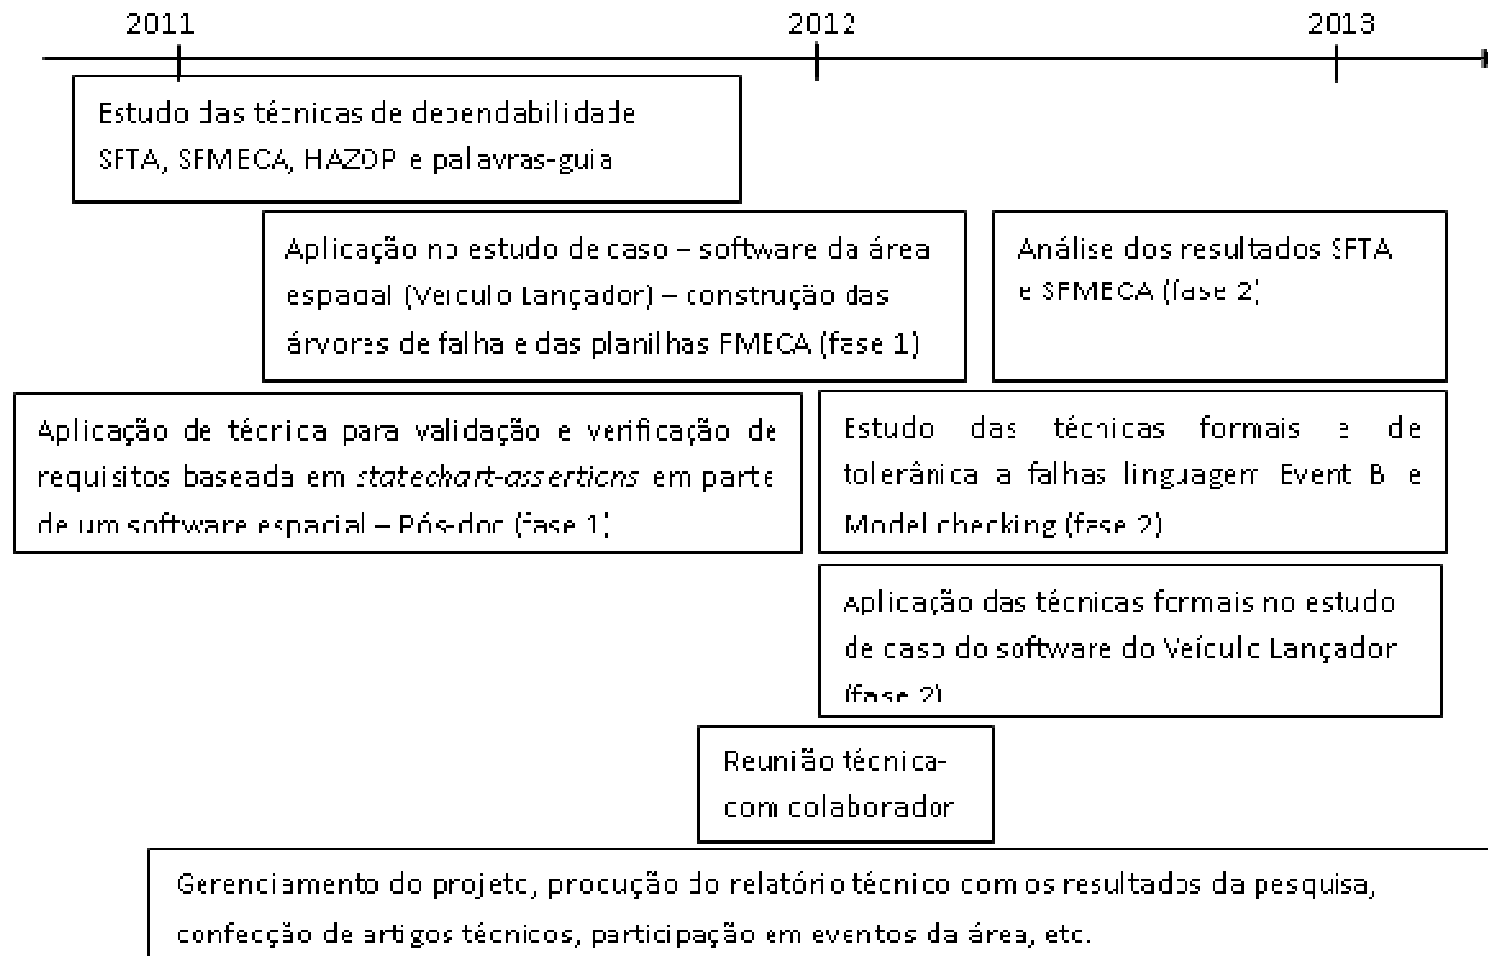 2011
2012
2013
Estudo das técnicas de dependabilidade
SFTA, SFMECA, HAZOP e palavras-guia
Aplicação no estudo de caso – software da área
espacial (Veículo Lançador) – construção das
árvores de falha e das planilhas FMECA (fase 1)
Análise dos resultados SFTA
e SFMECA (fase 2)
Aplicação de técnica para validação e verificação de
requisitos baseada em statechart-assertions em parte
de um software espacial – Pós-doc (fase 1)
Estudo das técnicas formais e de
tolerânica a falhas linguagem Event B e
Model checking (fase 2)
Aplicação das técnicas formais no estudo
de caso do software do Veículo Lançador
(fase 2)
Reunião técnica-
com colaborador
Gerenciamento do projeto, produção do relatório técnico com os resultados da pesquisa,
confecção de artigos técnicos, participação em eventos da área, etc.